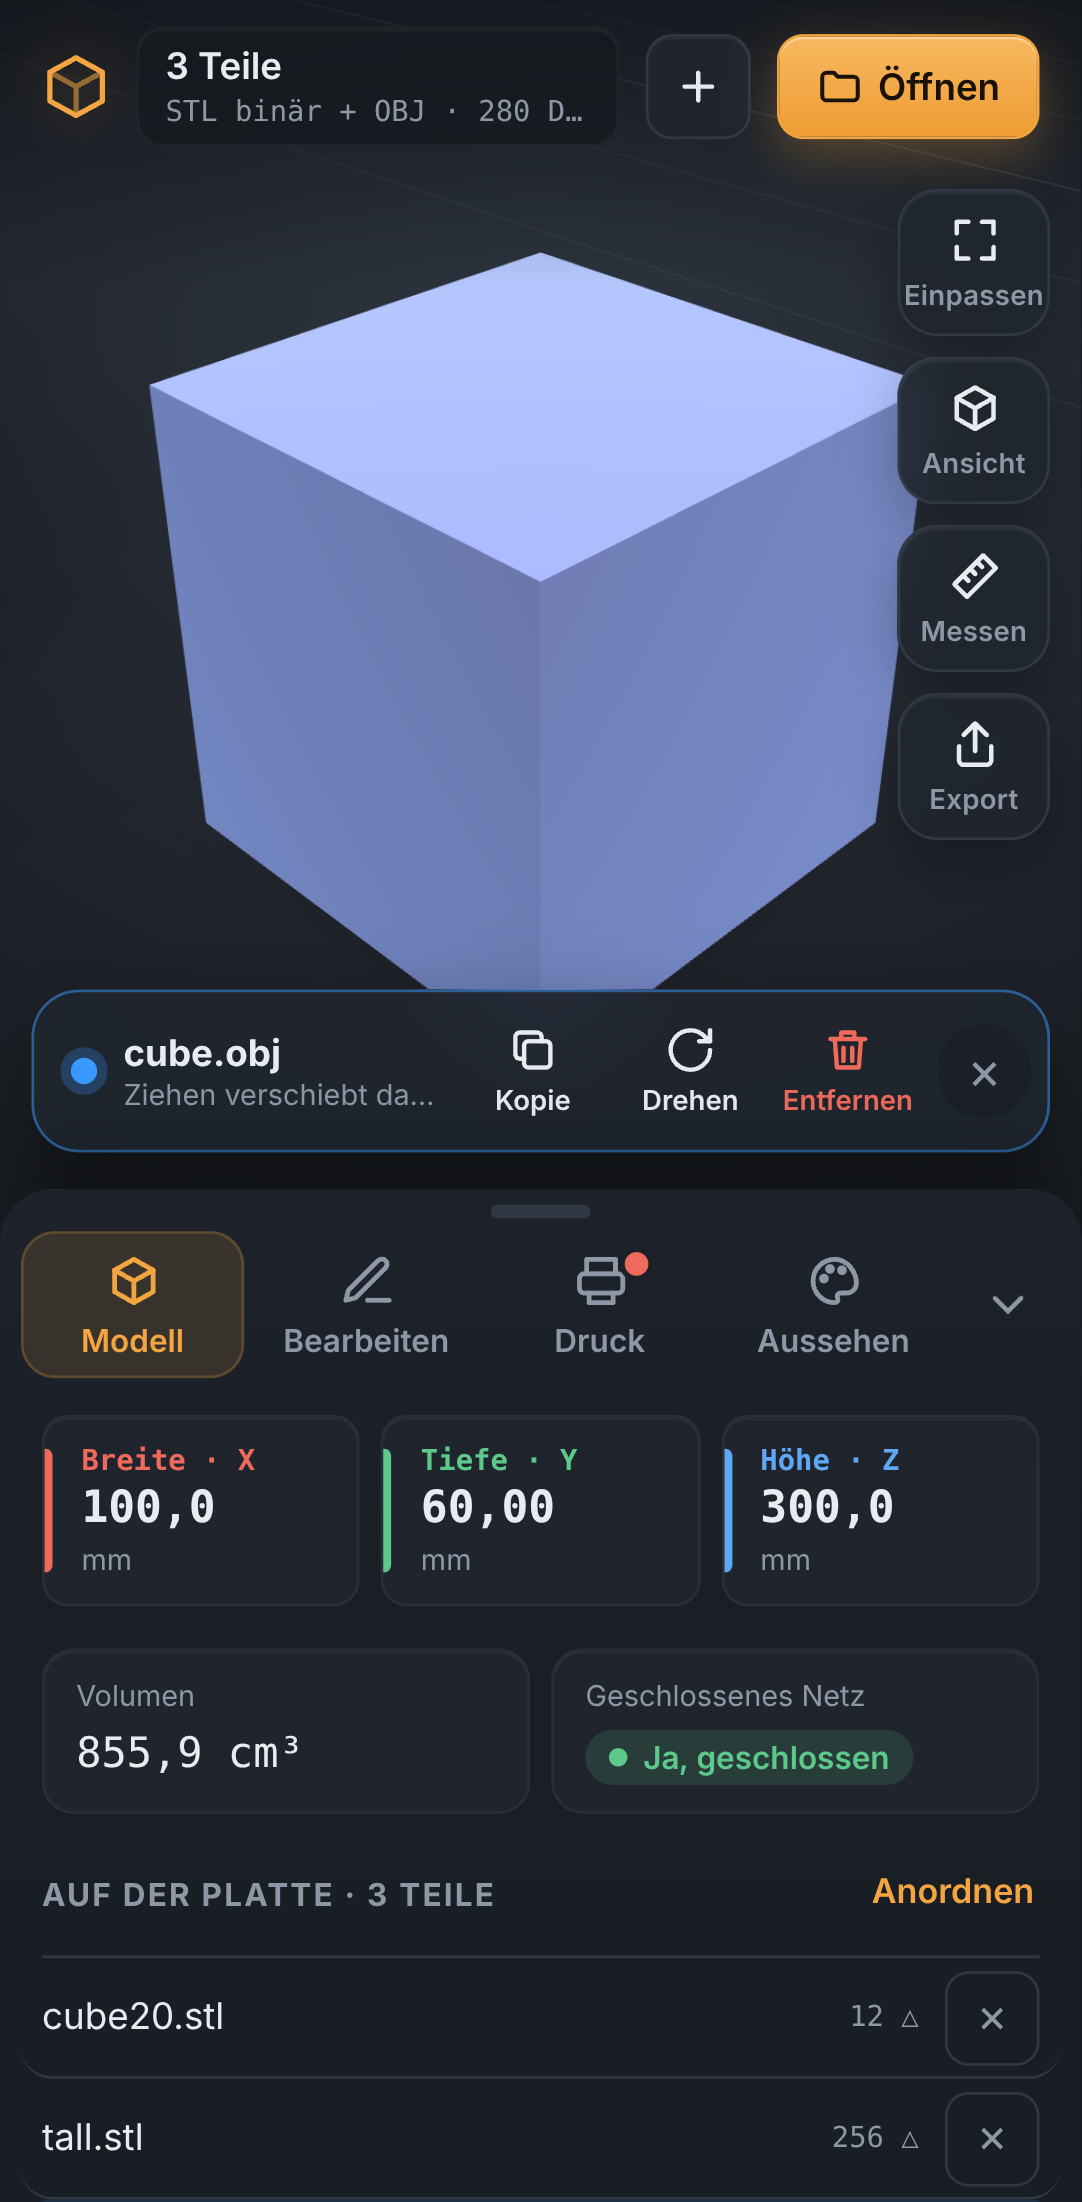 3 Teile
STL binär + OBJ · 280 D…
Öffnen
Einpassen
Ansicht
Messen
Export
cube.obj
Ziehen verschiebt da…
Kopie
Drehen
Entfernen
Modell
Bearbeiten
Druck
Aussehen
Breite · X
100,0
mm
Tiefe · Y
60,00
mm
Höhe · Z
300,0
mm
Volumen
855,9 cm³
Geschlossenes Netz
Ja, geschlossen
AUF DER PLATTE · 3 TEILE
Anordnen
cube20.stl
12 △
tall.stl
256 △